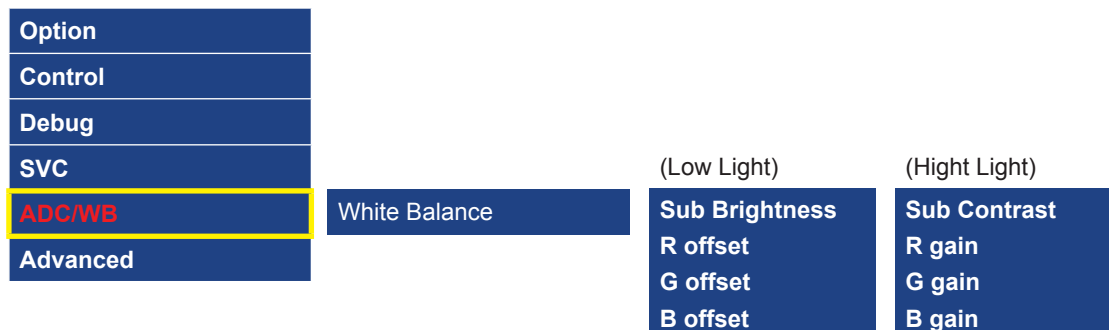 Option
Control
Debug
SVC
ADC/WB
Advanced
White Balance
(Low Light)
Sub Brightness
R offset
G offset
B offset
(Hight Light)
Sub Contrast
R gain
G gain
B gain